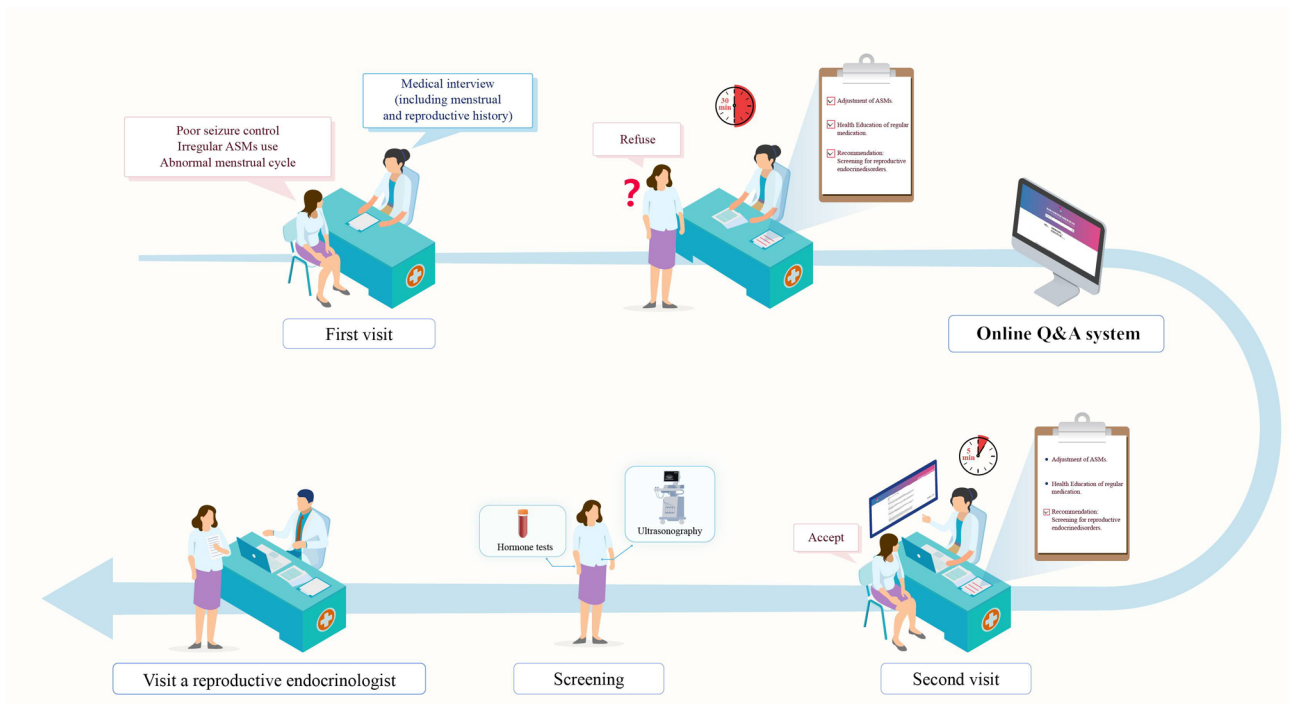 Medical interview
(including menstrual
and reproductive history)
Poor seizure control
Irregular ASMs use
Abnormal menstrual cycle
First visit
Refuse
?
30
min
Adjustment of ASMs.
Health Education of regular
medication.
Recommendation:
Screening for reproductive
endocrinedisorders.
Online Q&A system
5
min
Adjustment of ASMs.
Health Education of regular
medication.
Recommendation:
Screening for reproductive
endocrinedisorders.
Accept
Second visit
Ultrasonography
Hormone tests
Screening
Visit a reproductive endocrinologist